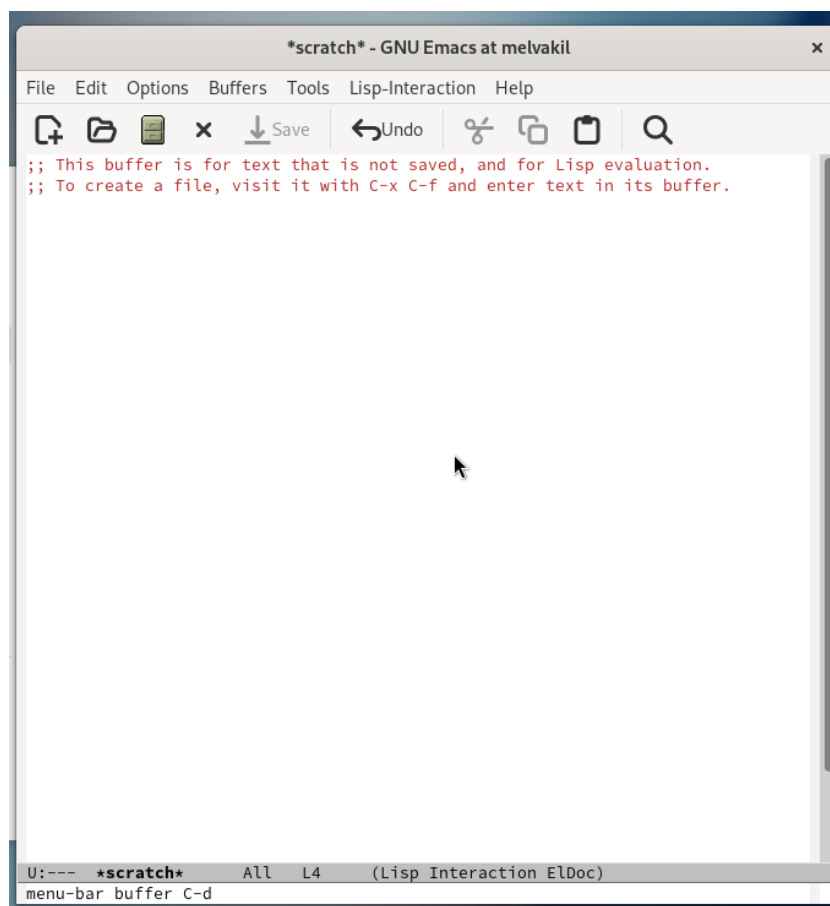 *scratch* - GNU Emacs at melvakil ×
File Edit Options Buffers Tools Lisp-Interaction Help
Save Undo
;; This buffer is for text that is not saved, and for Lisp evaluation.
;; To create a file, visit it with C-x C-f and enter text in its buffer.
U:--- *scratch* All L4 (Lisp Interaction ElDoc)
menu-bar buffer C-d